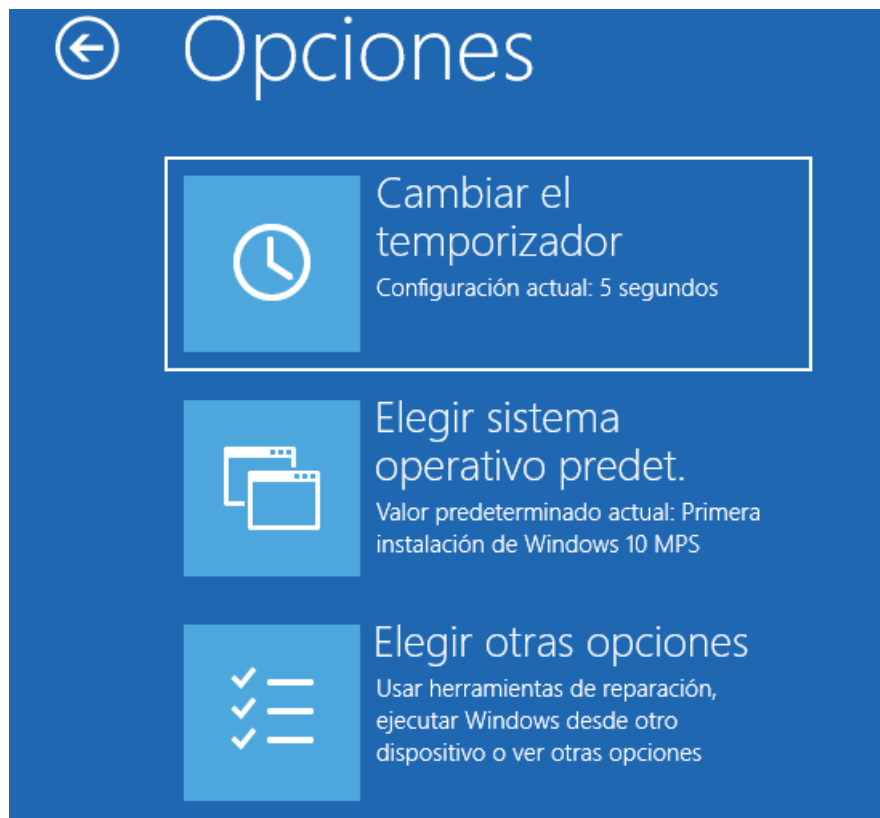 Opciones
Cambiar el
temporizador
Configuración actual: 5 segundos
Elegir sistema
operativo predet.
Valor predeterminado actual: Primera
instalación de Windows 10 MPS
Elegir otras opciones
Usar herramientas de reparación,
ejecutar Windows desde otro
dispositivo o ver otras opciones